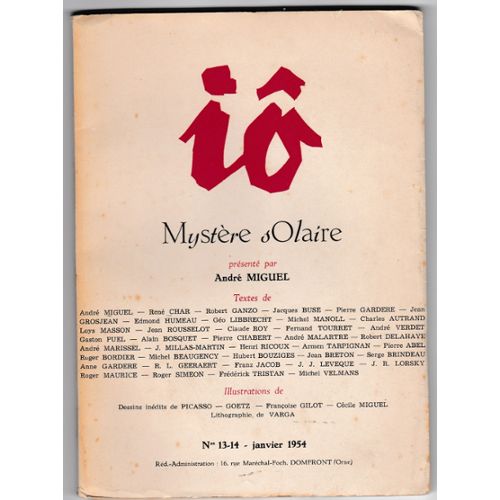 iô
Mystère sOlaire
présenté par
André MIGUEL
Textes de
André MIGUEL — René CHAR — Robert GANZO — Jacques BUSE — Pierre GARDERE — Jean
GROSJEAN — Edmond HUMEAU — Géo LIBBRECHT — Michel MANOLL — Charles AUTRAND
Loys MASSON — Jean ROUSSELOT — Claude ROY — Fernand TOURRET — André VERDET
Gaston PUEL — Alain BOSQUET — Pierre CHABERT — André MALARTRE — Robert DELAHAYE
André MARISSEL — J. MILLAS-MARTIN — Henri RICOUX — Armen TARPIGNAN — Pierre ABEL
Roger BORDIER — Michel BEAUGENCY — Hubert BOUZIGES — Jean BRETON — Serge BRINDEAU
Anne GARDERE — R. L. GEERAERT — Franz JACOB — J. J. LEVEQUE — J. R. LORSKY
Roger MAURICE — Roger SIMEON — Frédérick TRISTAN — Michel VELMANS
Illustrations de
Dessins inédits de PICASSO — GOETZ — Françoise GILOT — Cécile MIGUEL
Lithographie, de VARGA
Nos 13-14 - janvier 1954
Réd.-Administration : 16, rue Maréchal-Foch, DOMFRONT (Orne)